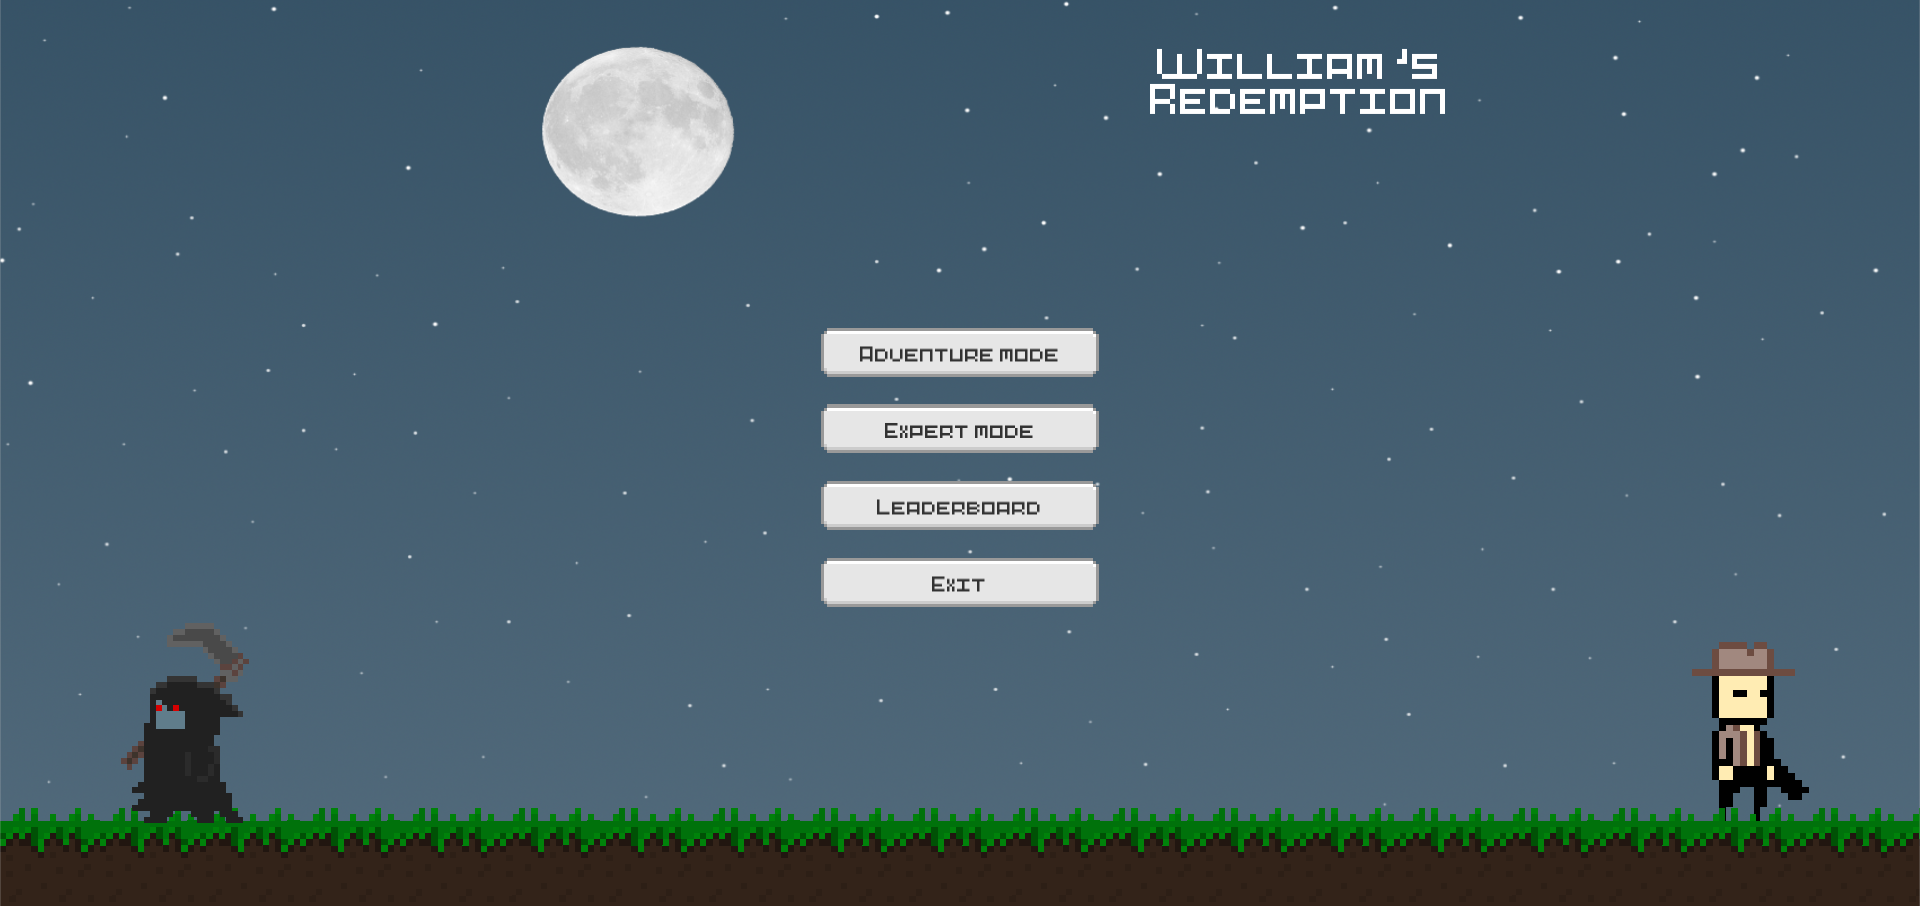 William's
Redemption
Adventure mode
Expert mode
Leaderboard
Exit